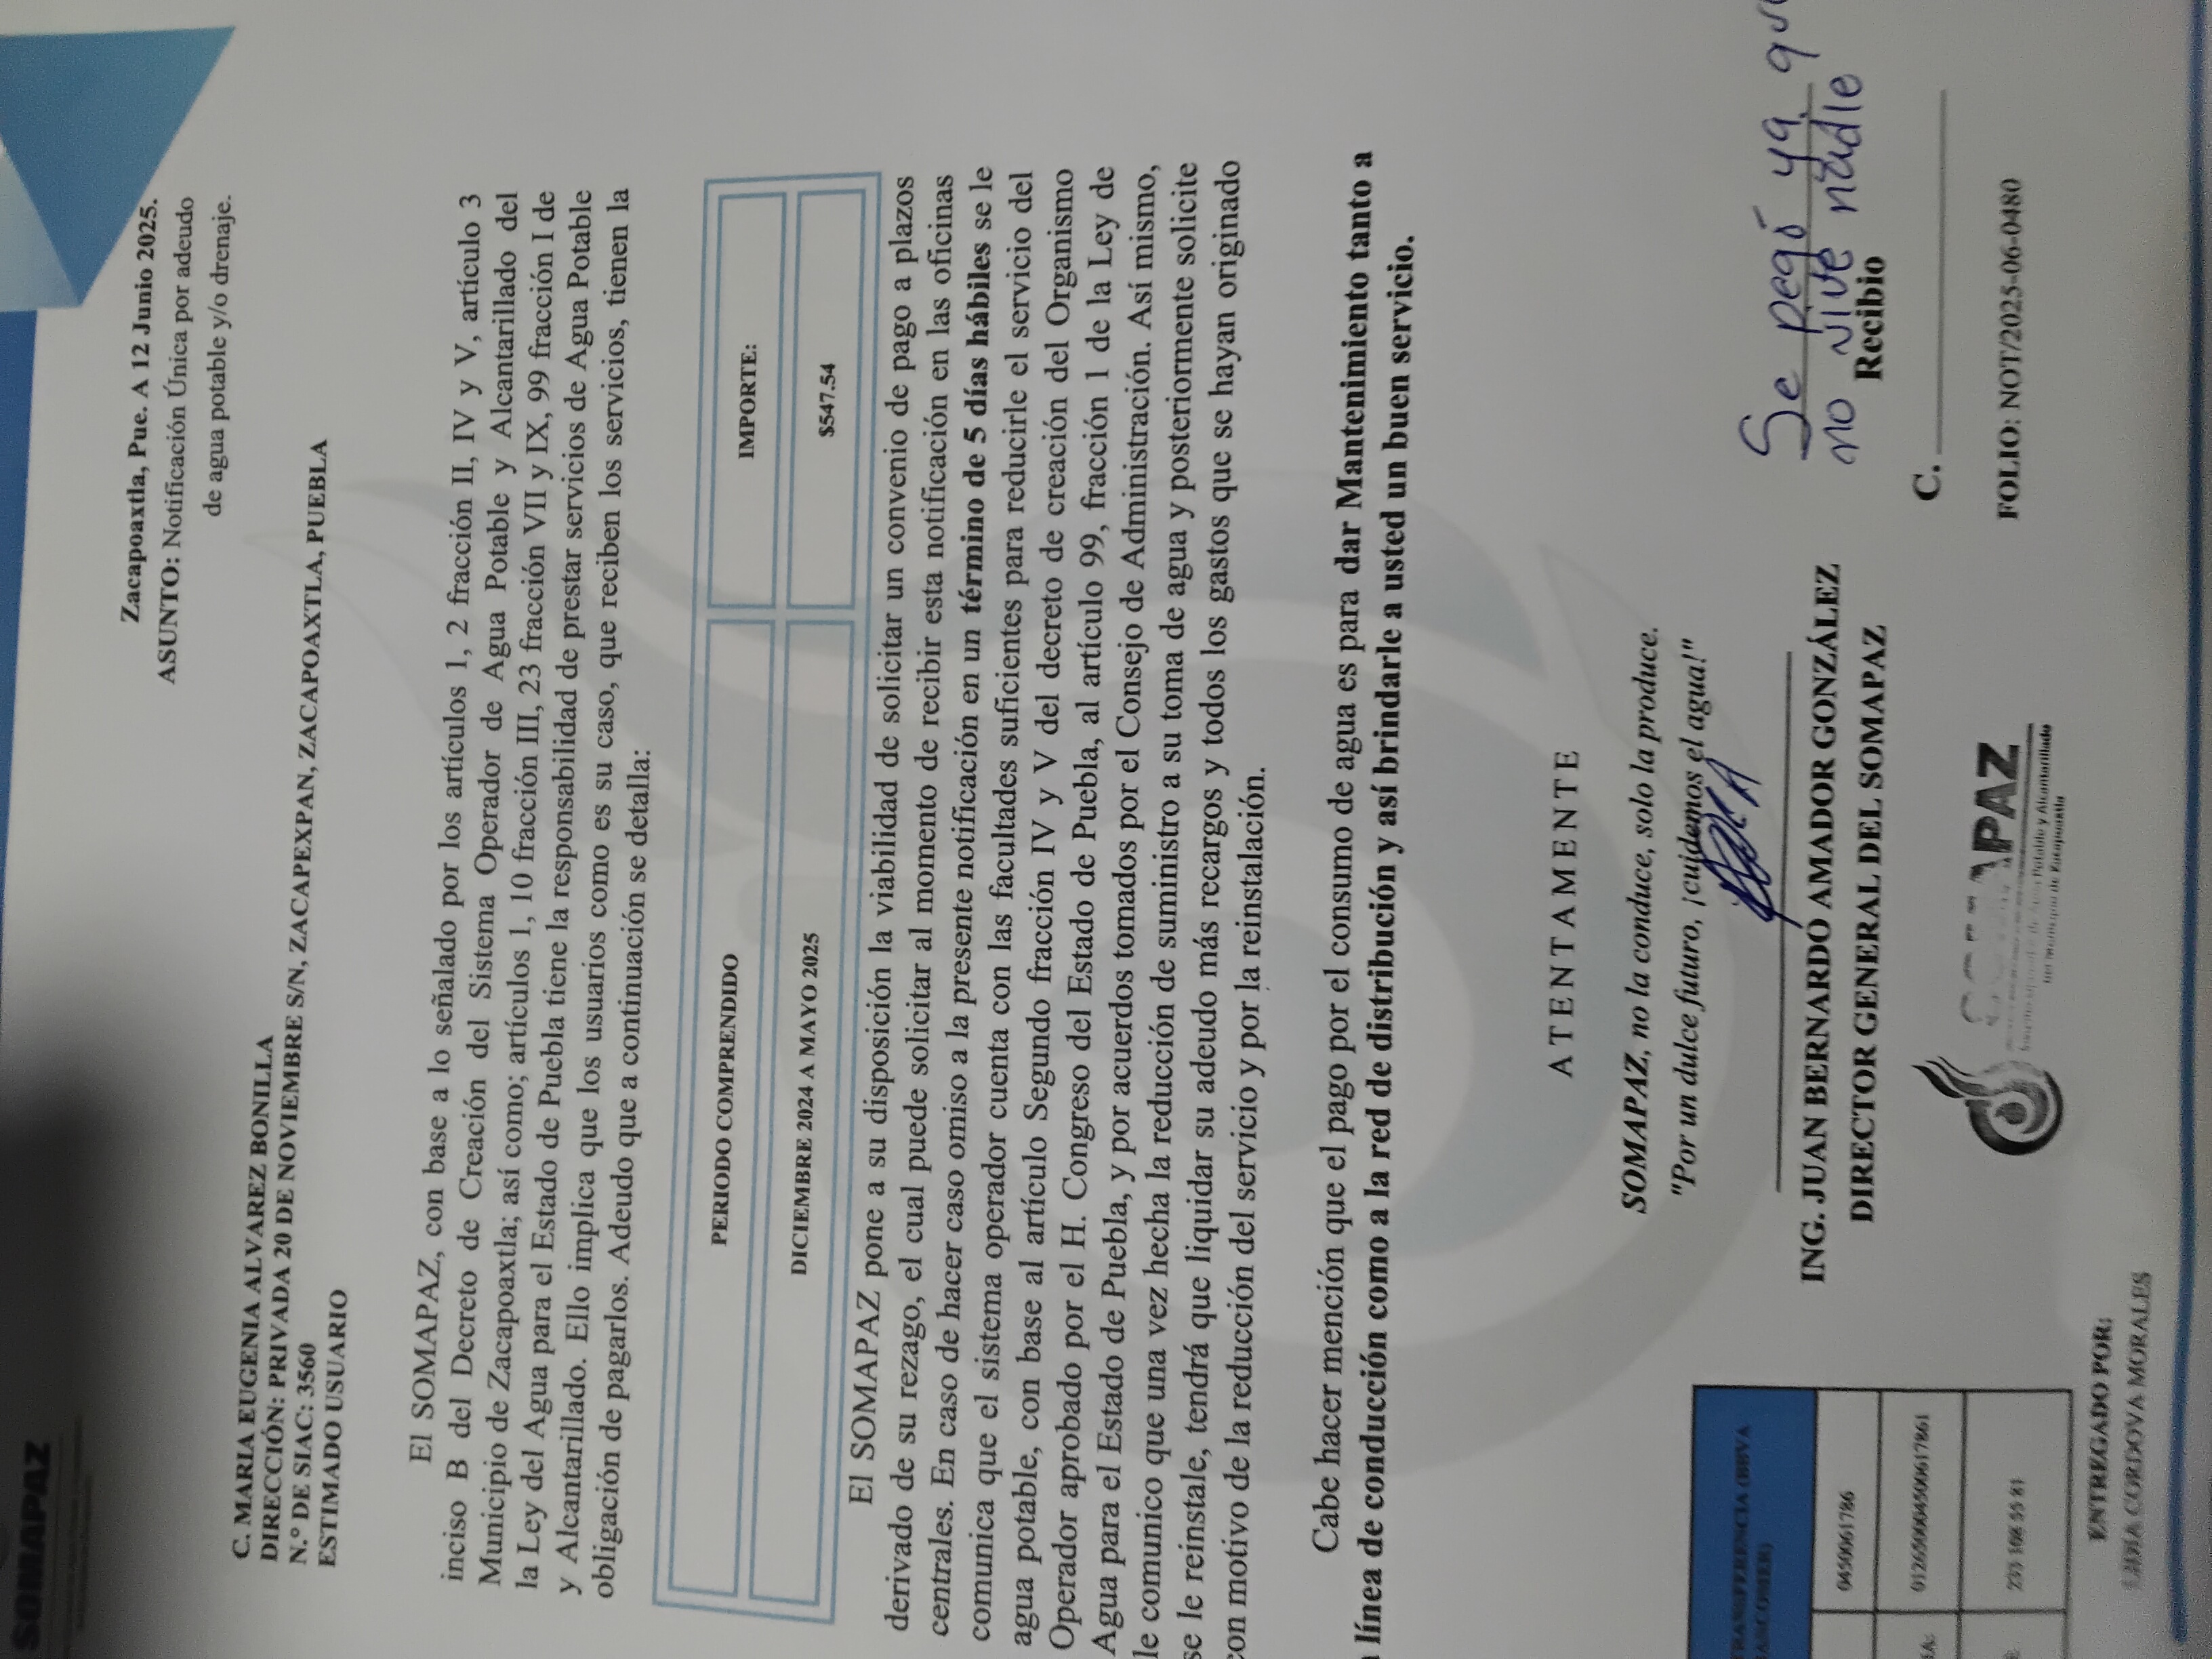 SOMAPAZ
Zacapoaxtla, Pue. A 12 Junio 2025.
ASUNTO: Notificación Única por adeudo
de agua potable y/o drenaje.
C. MARIA EUGENIA ALVAREZ BONILLA
DIRECCIÓN: PRIVADA 20 DE NOVIEMBRE S/N, ZACAPEXPAN, ZACAPOAXTLA, PUEBLA
N.° DE SIAC: 3560
ESTIMADO USUARIO
El SOMAPAZ, con base a lo señalado por los artículos 1, 2 fracción II, IV y V, artículo 3
inciso B del Decreto de Creación del Sistema Operador de Agua Potable y Alcantarillado del
Municipio de Zacapoaxtla; así como; artículos 1, 10 fracción III, 23 fracción VII y IX, 99 fracción I de
la Ley del Agua para el Estado de Puebla tiene la responsabilidad de prestar servicios de Agua Potable
y Alcantarillado. Ello implica que los usuarios como es su caso, que reciben los servicios, tienen la
obligación de pagarlos. Adeudo que a continuación se detalla:
PERIODO COMPRENDIDO IMPORTE:
DICIEMBRE 2024 A MAYO 2025 $547.54
El SOMAPAZ pone a su disposición la viabilidad de solicitar un convenio de pago a plazos
derivado de su rezago, el cual puede solicitar al momento de recibir esta notificación en las oficinas
centrales. En caso de hacer caso omiso a la presente notificación en un término de 5 días hábiles se le
comunica que el sistema operador cuenta con las facultades suficientes para reducirle el servicio del
agua potable, con base al artículo Segundo fracción IV y V del decreto de creación del Organismo
Operador aprobado por el H. Congreso del Estado de Puebla, al artículo 99, fracción 1 de la Ley de
Agua para el Estado de Puebla, y por acuerdos tomados por el Consejo de Administración. Así mismo,
le comunico que una vez hecha la reducción de suministro a su toma de agua y posteriormente solicite
se le reinstale, tendrá que liquidar su adeudo más recargos y todos los gastos que se hayan originado
con motivo de la reducción del servicio y por la reinstalación.
Cabe hacer mención que el pago por el consumo de agua es para dar Mantenimiento tanto a
línea de conducción como a la red de distribución y así brindarle a usted un buen servicio.
ATENTAMENTE
SOMAPAZ, no la conduce, solo la produce.
"Por un dulce futuro, ¡cuidemos el agua!"
TRANSFERENCIA (BBVA
BANCOMER)
0450061786
012650004500617861
233 108 55 81
ING. JUAN BERNARDO AMADOR GONZÁLEZ
DIRECTOR GENERAL DEL SOMAPAZ
Se pegó ya que
no vive nadie
Recibio
C.
FOLIO: NOT/2025-06-0480
SOMAPAZ
Sistema Operador de Agua Potable y Alcantarillado
del Municipio de Zacapoaxtla
ENTREGADO POR:
LIDIA CORDOVA MORALES